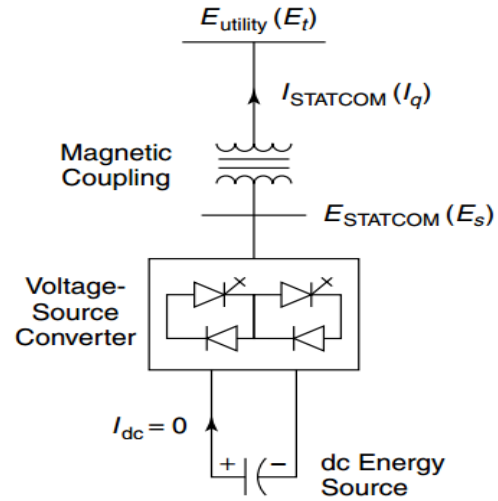 E_utility (E_t)
I_STATCOM (I_q)
Magnetic
Coupling
E_STATCOM (E_s)
Voltage-
Source
Converter
I_dc = 0
+ −
dc Energy
Source